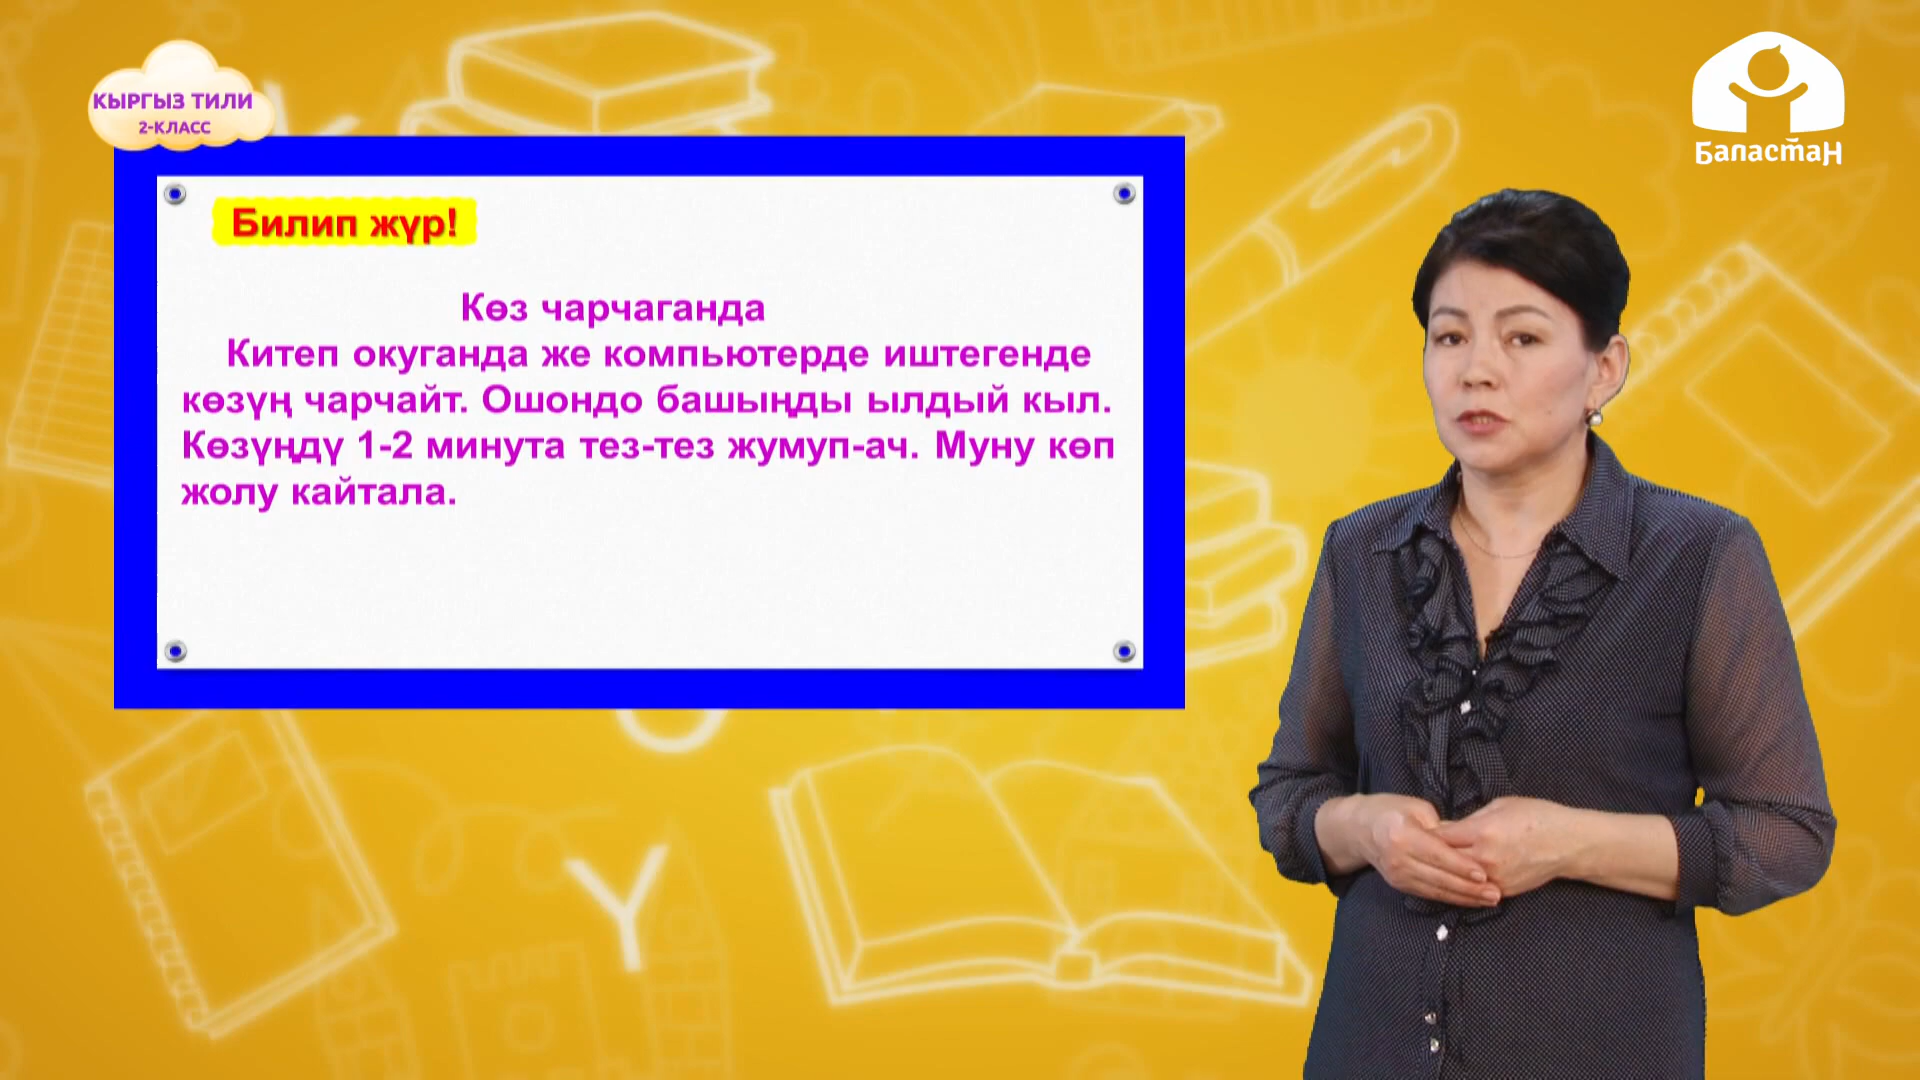 КЫРГЫЗ ТИЛИ
2-КЛАСС
Баластан
Билип жүр!
Көз чарчаганда
Китеп окуганда же компьютерде иштегенде
көзүң чарчайт. Ошондо башыңды ылдый кыл.
Көзүңдү 1-2 минута тез-тез жумуп-ач. Муну көп
жолу кайтала.
Y